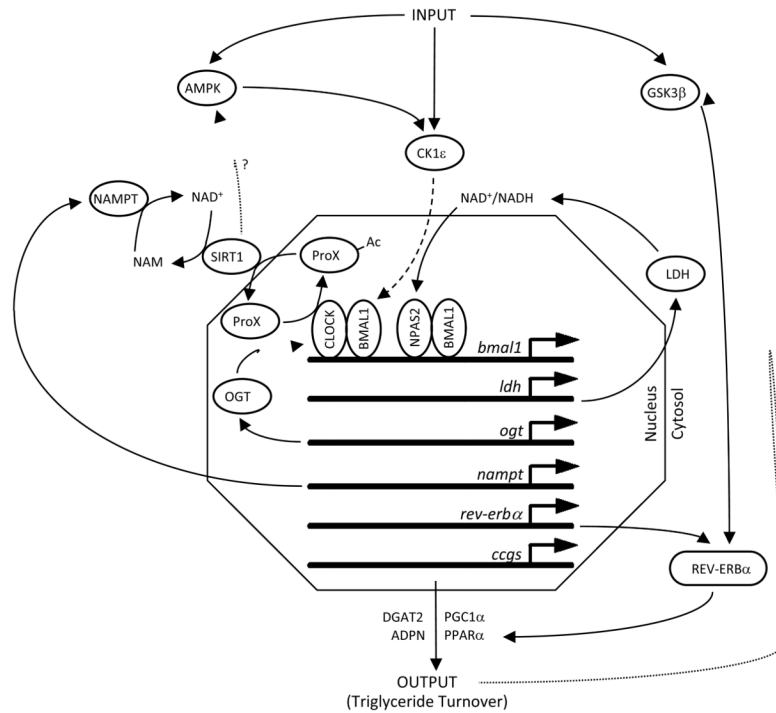 INPUT
AMPK
GSK3β
CK1ε
?
NAMPT
NAD⁺
NAD⁺/NADH
NAM
SIRT1
ProX
Ac
LDH
ProX
CLOCK
BMAL1
NPAS2
BMAL1
bmal1
OGT
ldh
Nucleus
Cytosol
ogt
nampt
rev-erbα
ccgs
REV-ERBα
DGAT2
PGC1α
ADPN
PPARα
OUTPUT
(Triglyceride Turnover)